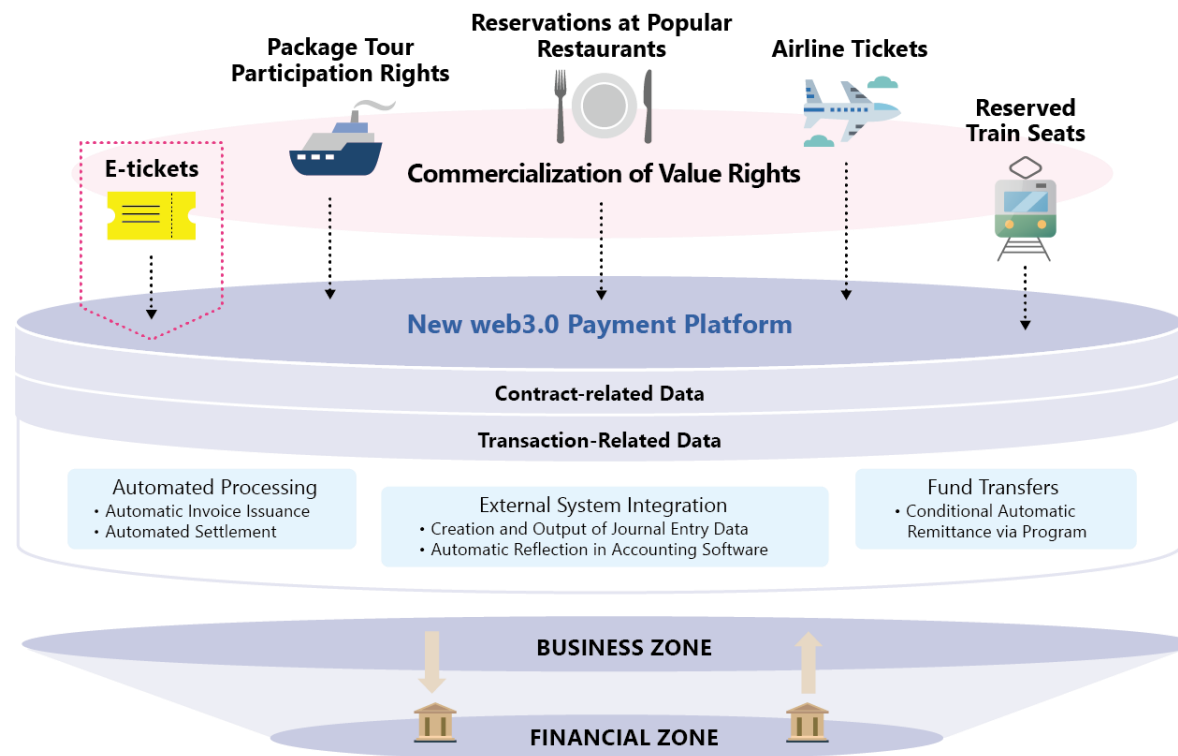 Package Tour
Participation Rights
Reservations at Popular
Restaurants
Airline Tickets
Reserved
Train Seats
E-tickets
Commercialization of Value Rights
New web3.0 Payment Platform
Contract-related Data
Transaction-Related Data
Automated Processing
• Automatic Invoice Issuance
• Automated Settlement
External System Integration
• Creation and Output of Journal Entry Data
• Automatic Reflection in Accounting Software
Fund Transfers
• Conditional Automatic
Remittance via Program
BUSINESS ZONE
FINANCIAL ZONE